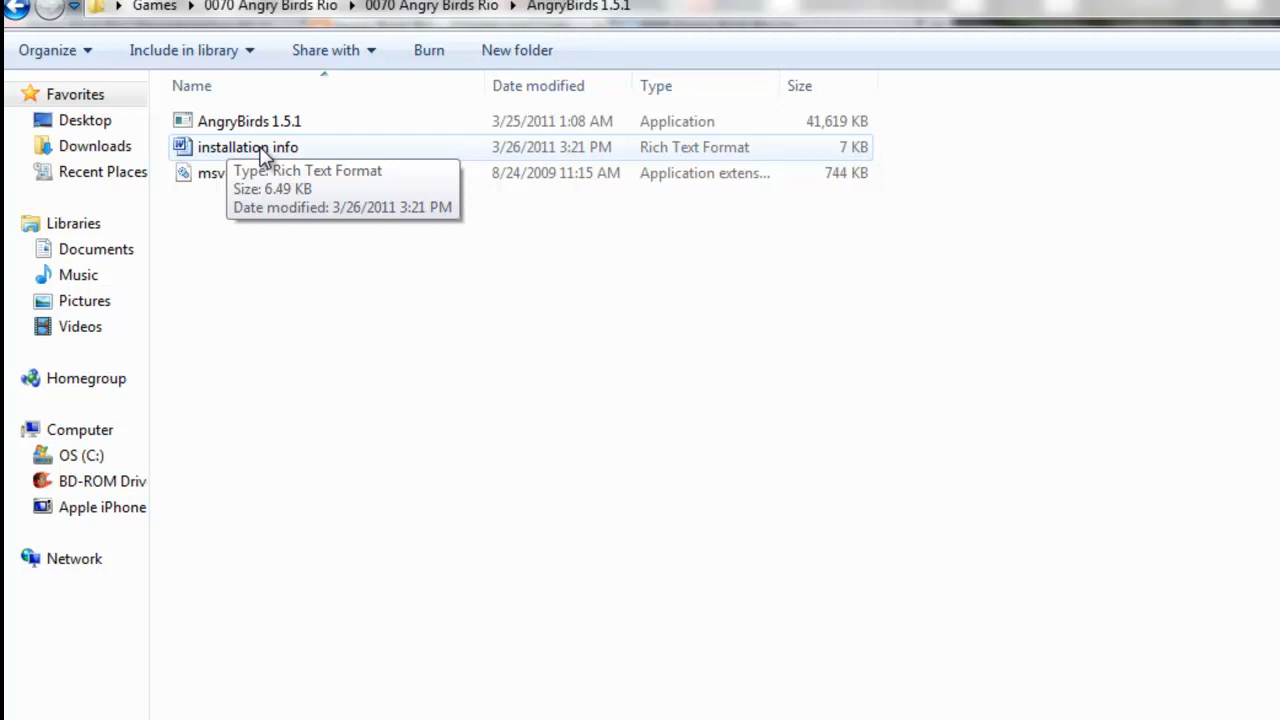 Games 0070 Angry Birds Rio 0070 Angry Birds Rio AngryBirds 1.5.1
Organize Include in library Share with Burn New folder
Name Date modified Type Size
Favorites
Desktop
Downloads
Recent Places
Libraries
Documents
Music
Pictures
Videos
Homegroup
Computer
OS (C:)
BD-ROM Driv
Apple iPhone
Network
AngryBirds 1.5.1 3/25/2011 1:08 AM Application 41,619 KB
installation info 3/26/2011 3:21 PM Rich Text Format 7 KB
msv 8/24/2009 11:15 AM Application extens... 744 KB
Type: Rich Text Format
Size: 6.49 KB
Date modified: 3/26/2011 3:21 PM